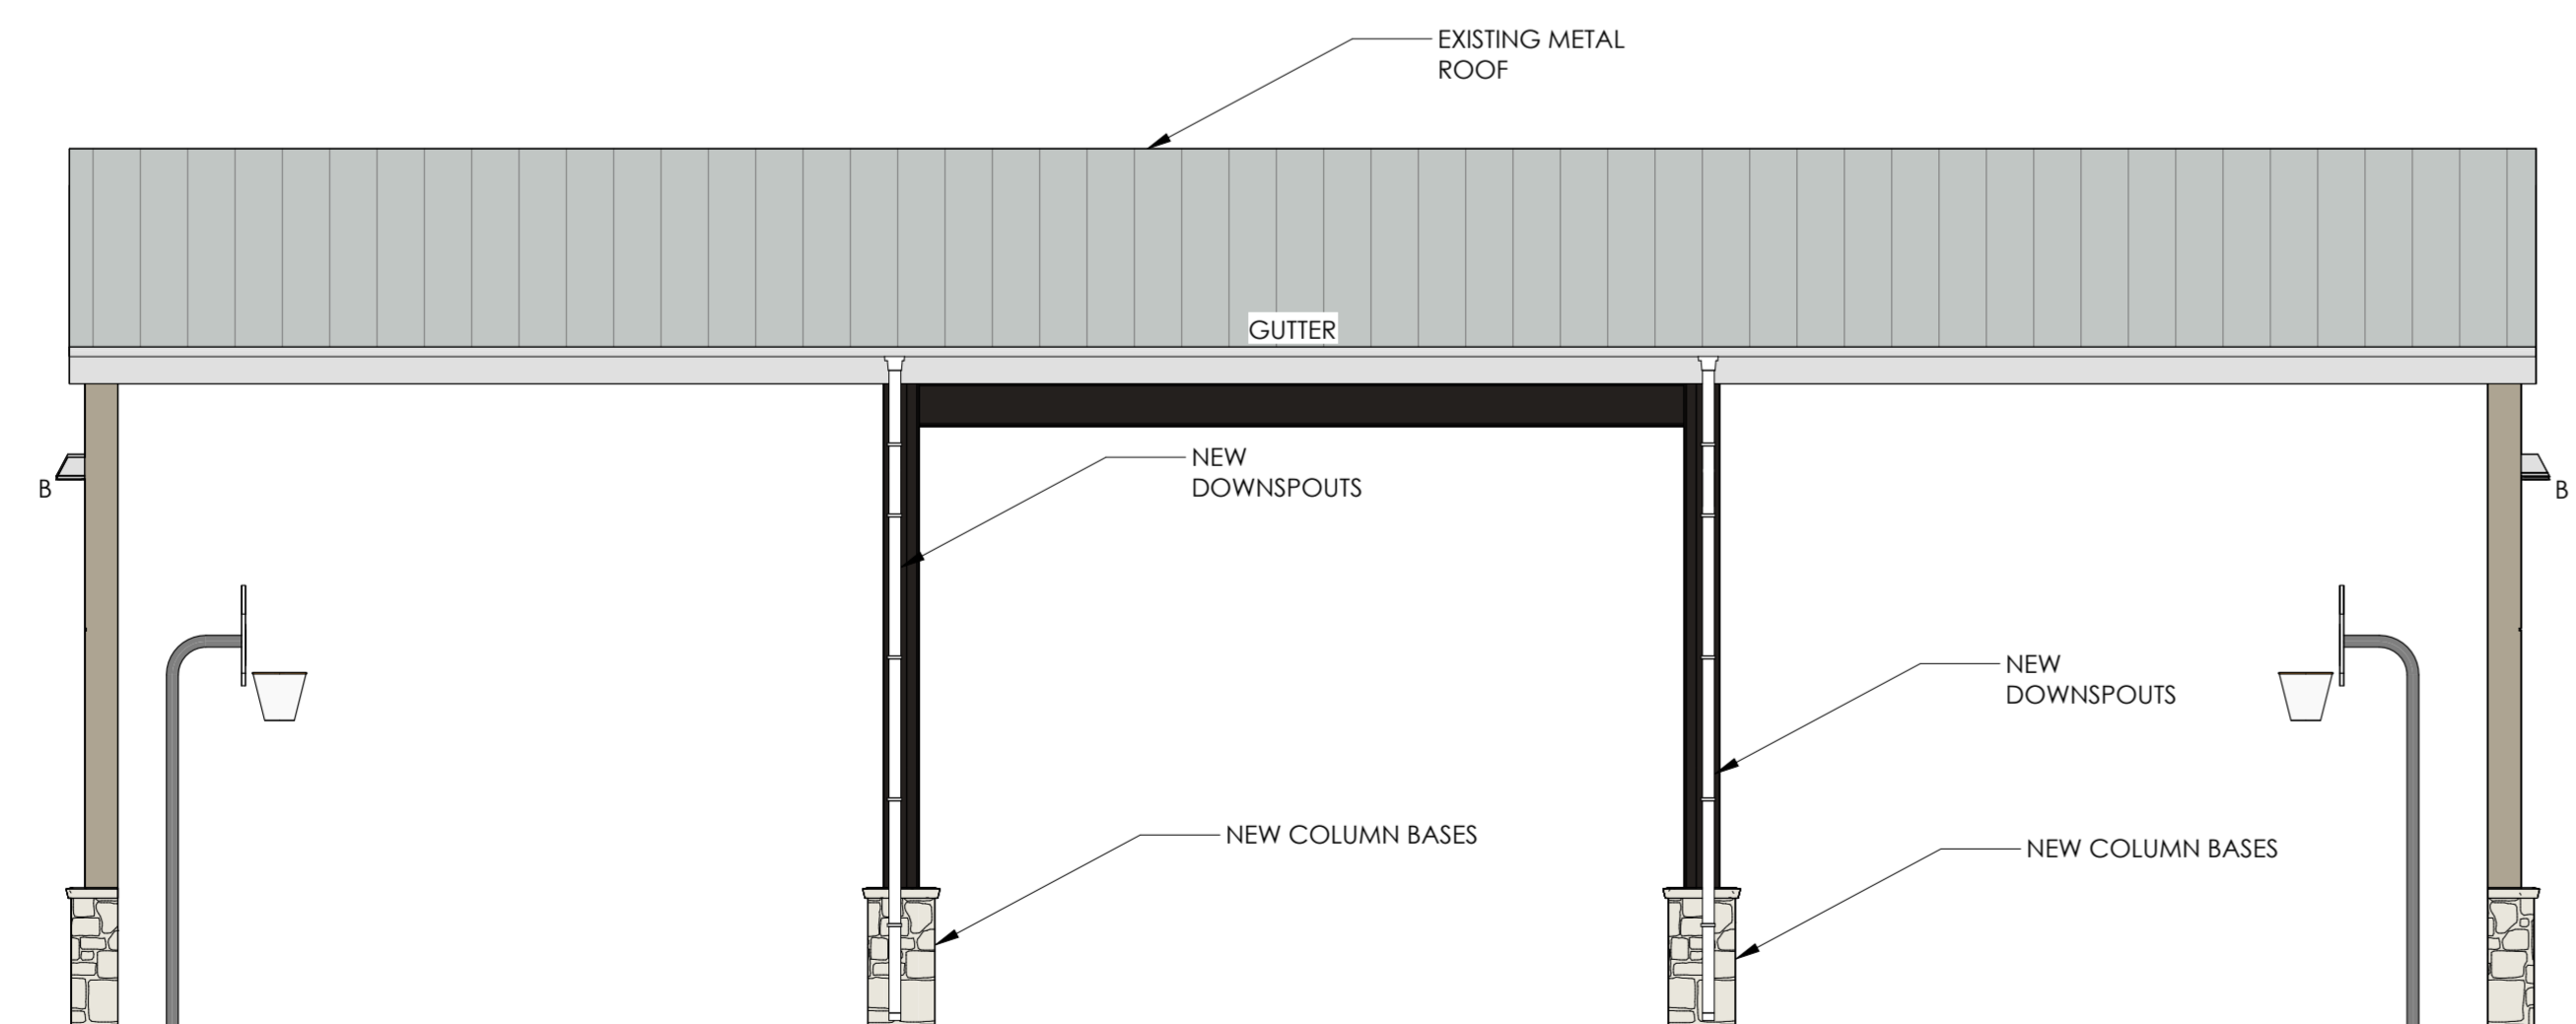 EXISTING METAL
ROOF
GUTTER
NEW
DOWNSPOUTS
B
B
NEW
DOWNSPOUTS
NEW COLUMN BASES
NEW COLUMN BASES